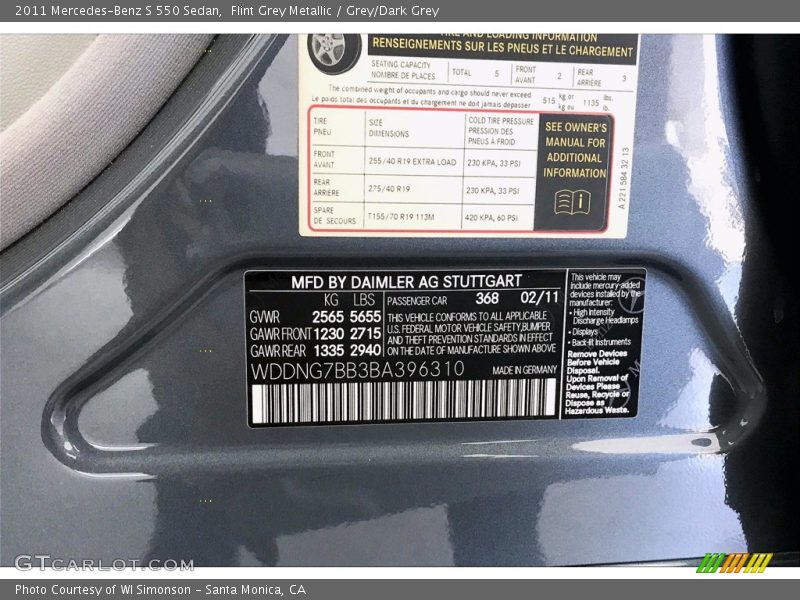 2011 Mercedes-Benz S 550 Sedan, Flint Grey Metallic / Grey/Dark Grey
TIRE AND LOADING INFORMATION
RENSEIGNEMENTS SUR LES PNEUS ET LE CHARGEMENT
SEATING CAPACITY
NOMBRE DE PLACES
TOTAL 5
FRONT
AVANT
2
REAR
ARRIÈRE
3
The combined weight of occupants and cargo should never exceed
Le poids total des occupants et du chargement ne doit jamais dépasser
515 kg or
kg ou
1135 lbs.
lb.
TIRE
PNEU
SIZE
DIMENSIONS
COLD TIRE PRESSURE
PRESSION DES
PNEUS À FROID
FRONT
AVANT
255/40 R19 EXTRA LOAD
230 KPA, 33 PSI
REAR
ARRIÈRE
275/40 R19
230 KPA, 33 PSI
SPARE
DE SECOURS
T155/70 R19 113M
420 KPA, 60 PSI
SEE OWNER'S
MANUAL FOR
ADDITIONAL
INFORMATION
A 221 584 32 13
MFD BY DAIMLER AG STUTTGART
KG LBS
GVWR 2565 5655
GAWR FRONT 1230 2715
GAWR REAR 1335 2940
PASSENGER CAR 368 02/11
THIS VEHICLE CONFORMS TO ALL APPLICABLE
U.S. FEDERAL MOTOR VEHICLE SAFETY, BUMPER
AND THEFT PREVENTION STANDARDS IN EFFECT
ON THE DATE OF MANUFACTURE SHOWN ABOVE
WDDNG7BB3BA396310
MADE IN GERMANY
This vehicle may
include mercury-added
devices installed by the
manufacturer:
• High Intensity
Discharge Headlamps
• Displays
• Back-lit Instruments
Remove Devices
Before Vehicle
Disposal.
Upon Removal of
Devices Please
Reuse, Recycle or
Dispose as
Hazardous Waste.
GTCARLOT.COM
Photo Courtesy of WI Simonson - Santa Monica, CA